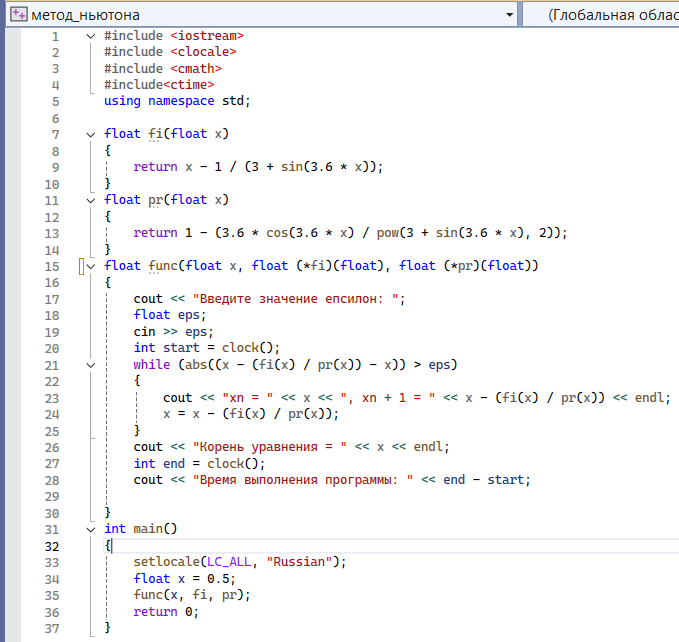 метод_ньютона (Глобальная облас
1 #include <iostream>
2 #include <clocale>
3 #include <cmath>
4 #include<ctime>
5 using namespace std;
6
7 float fi(float x)
8 {
9 return x - 1 / (3 + sin(3.6 * x));
10 }
11 float pr(float x)
12 {
13 return 1 - (3.6 * cos(3.6 * x) / pow(3 + sin(3.6 * x), 2));
14 }
15 float func(float x, float (*fi)(float), float (*pr)(float))
16 {
17 cout << "Введите значение епсилон: ";
18 float eps;
19 cin >> eps;
20 int start = clock();
21 while (abs((x - (fi(x) / pr(x)) - x)) > eps)
22 {
23 cout << "xn = " << x << ", xn + 1 = " << x - (fi(x) / pr(x)) << endl;
24 x = x - (fi(x) / pr(x));
25 }
26 cout << "Корень уравнения = " << x << endl;
27 int end = clock();
28 cout << "Время выполнения программы: " << end - start;
29
30 }
31 int main()
32 {
33 setlocale(LC_ALL, "Russian");
34 float x = 0.5;
35 func(x, fi, pr);
36 return 0;
37 }